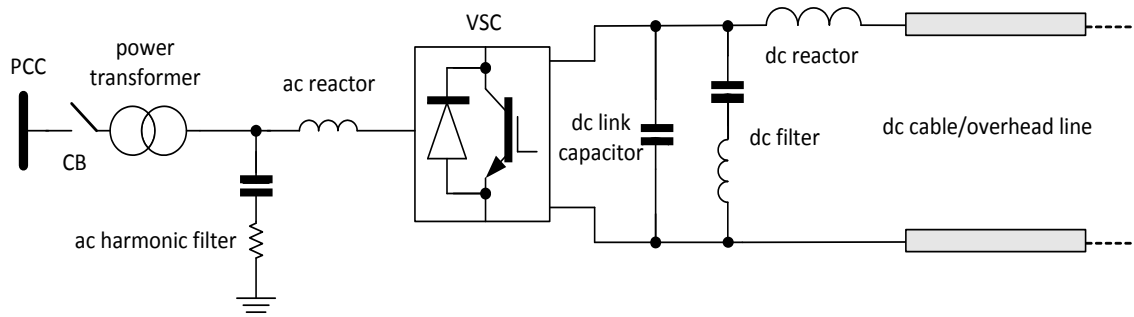 PCC
power
transformer
CB
ac harmonic filter
ac reactor
VSC
dc link
capacitor
dc filter
dc reactor
dc cable/overhead line